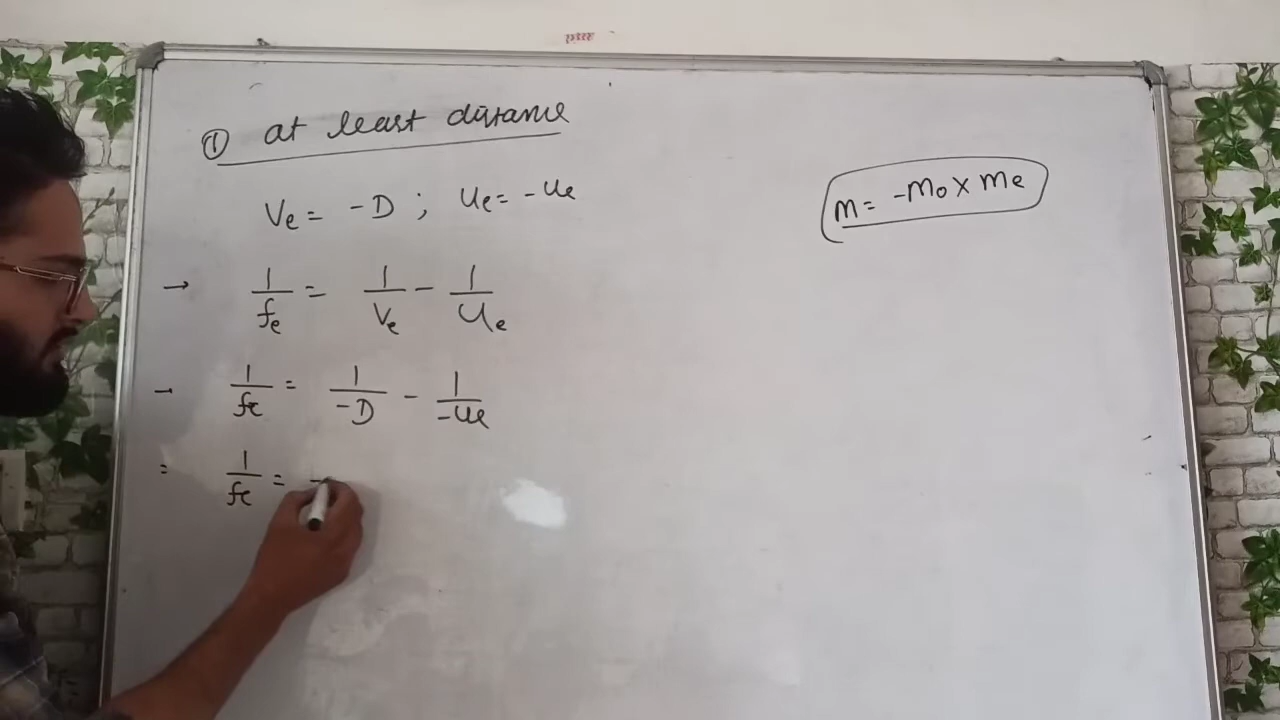 ① at least distance
Ve = -D ; Ue = -Ue
m = -mo x me
→ 1/fe = 1/Ve - 1/Ue
→ 1/fe = 1/-D - 1/-Ue
= 1/fe = -